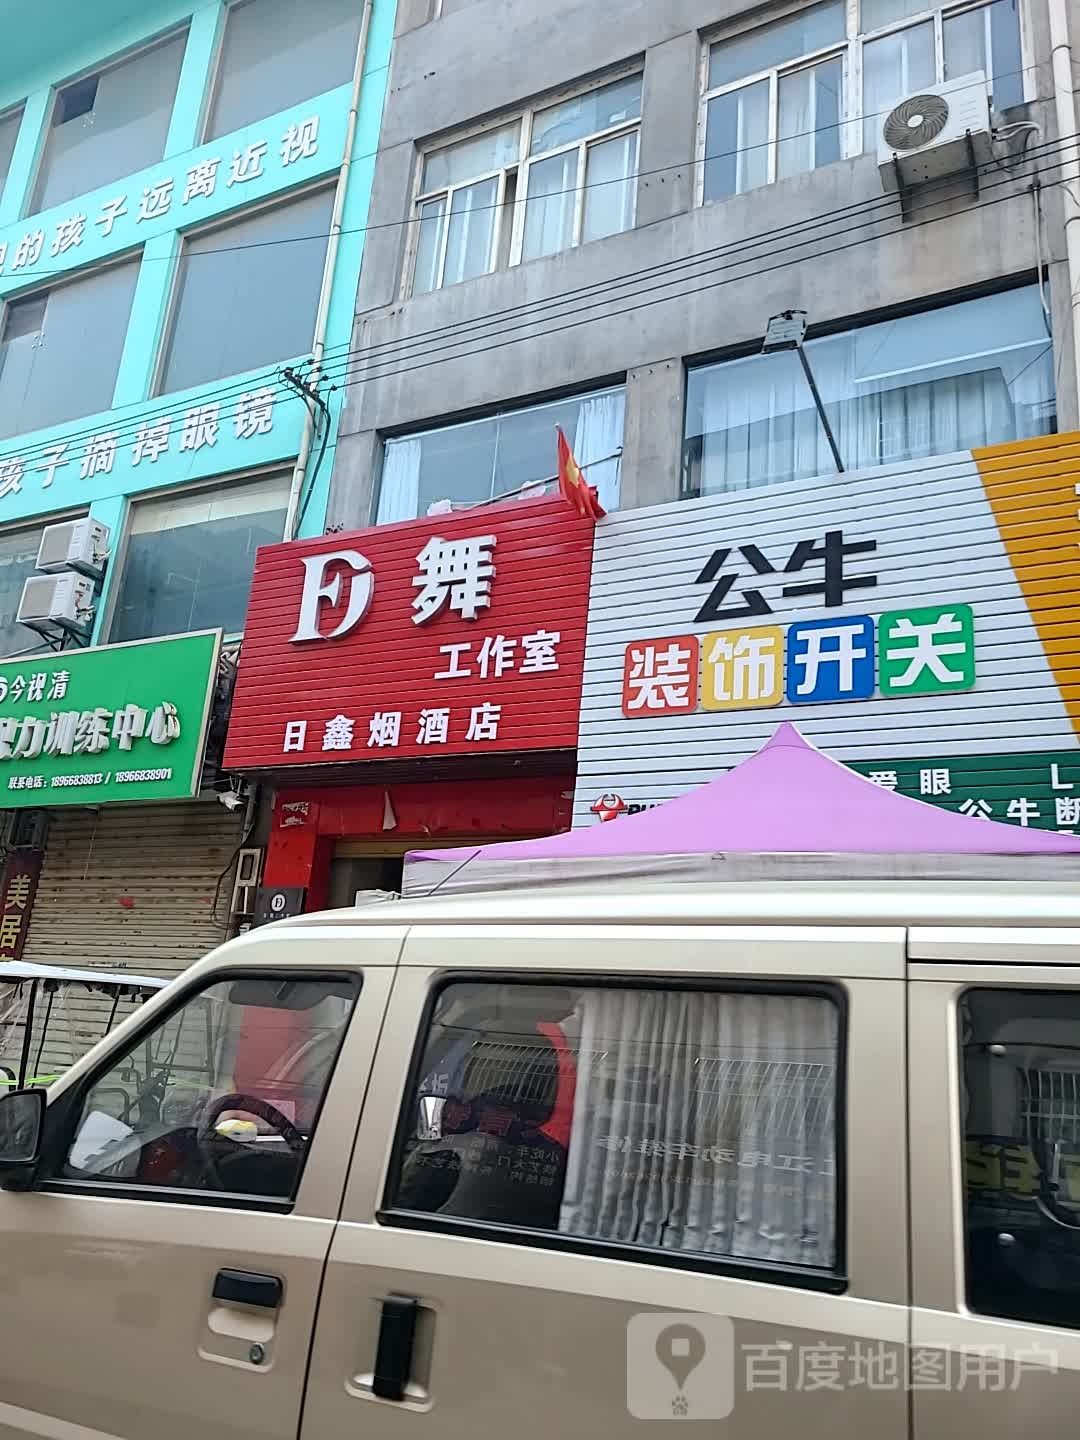 的孩子远离近视
孩子摘掉眼镜
今视清
力训练中心
联系电话：18966838813 / 18966838901
舞
工作室
日鑫烟酒店
公牛
装饰开关
爱眼 L
公牛断
美居
百度地图用户